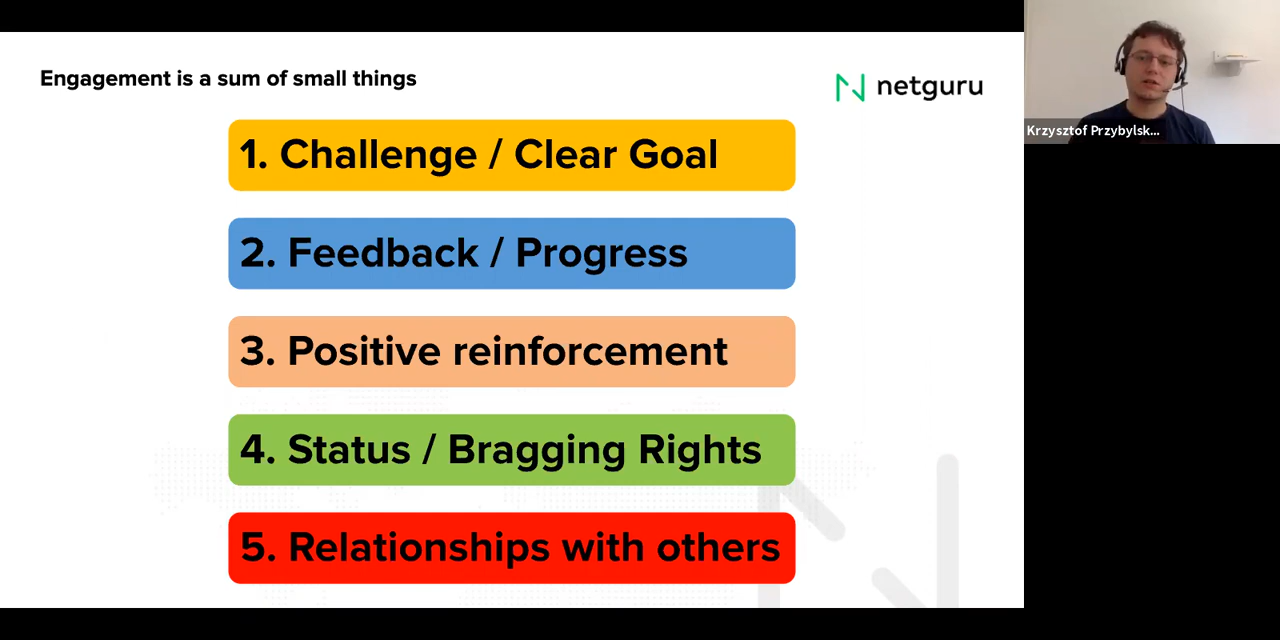 Engagement is a sum of small things
netguru
1. Challenge / Clear Goal
2. Feedback / Progress
3. Positive reinforcement
4. Status / Bragging Rights
5. Relationships with others
Krzysztof Przybylsk...